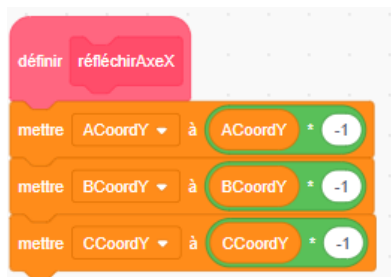 définir réfléchirAxeX
mettre ACoordY à ACoordY * -1
mettre BCoordY à BCoordY * -1
mettre CCoordY à CCoordY * -1